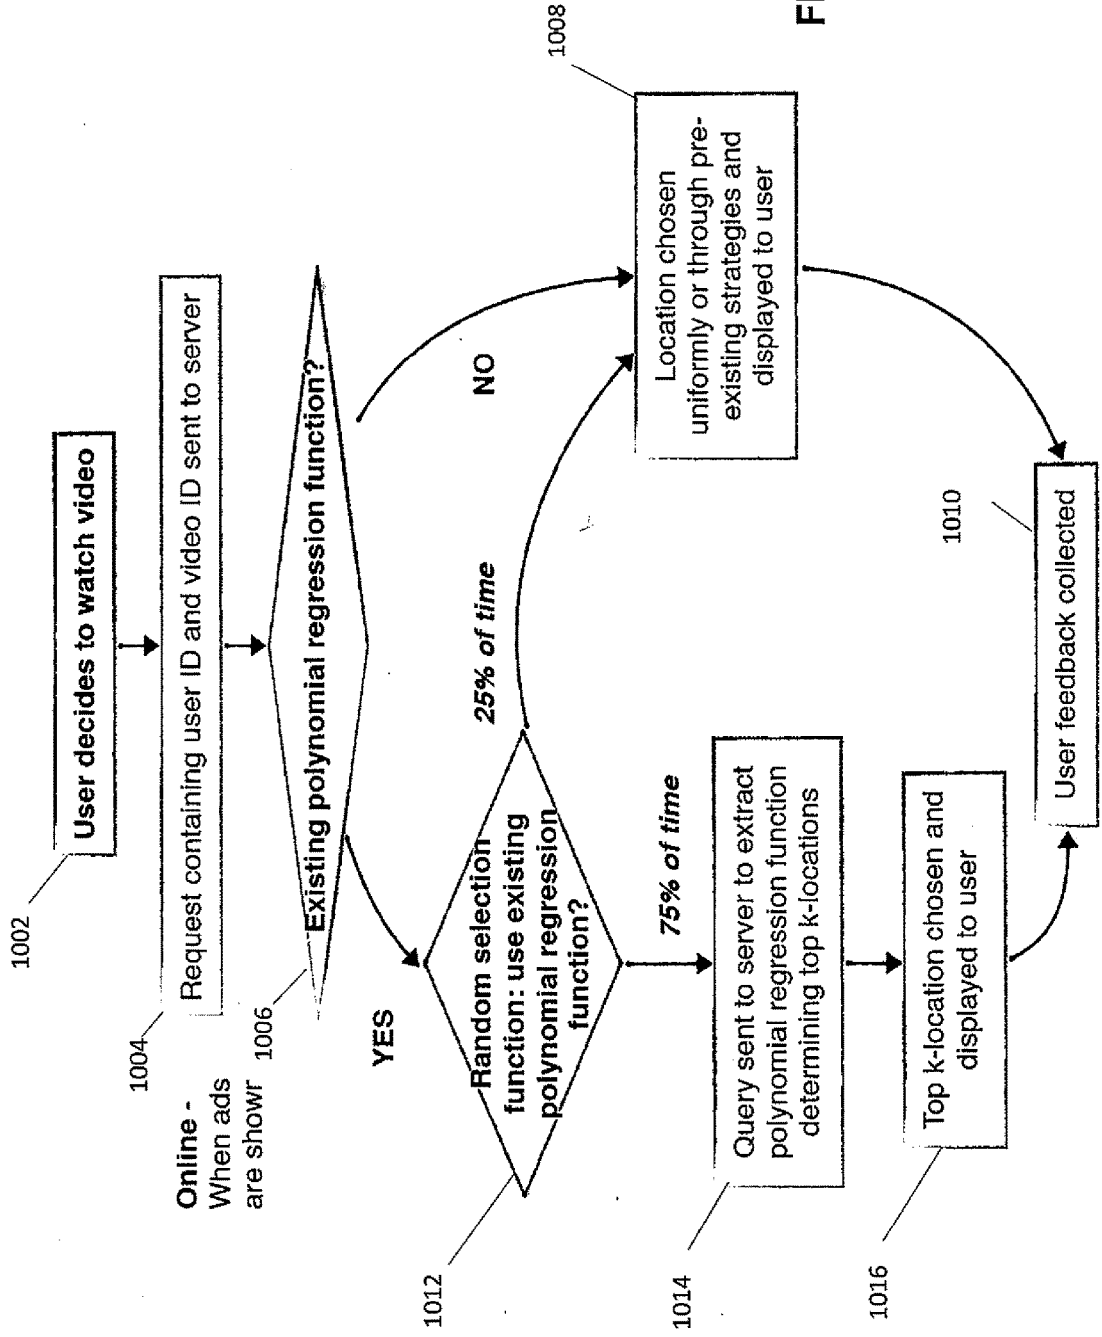 1002
User decides to watch video
1004
Request containing user ID and video ID sent to server
Online -
When ads
are showr
1006
Existing polynomial regression function?
YES
NO
1012
Random selection
function: use existing
polynomial regression
function?
25% of time
75% of time
1008
Location chosen
uniformly or through pre-
existing strategies and
displayed to user
1014
Query sent to server to extract
polynomial regression function
determining top k-locations
1016
Top k-location chosen and
displayed to user
1010
User feedback collected